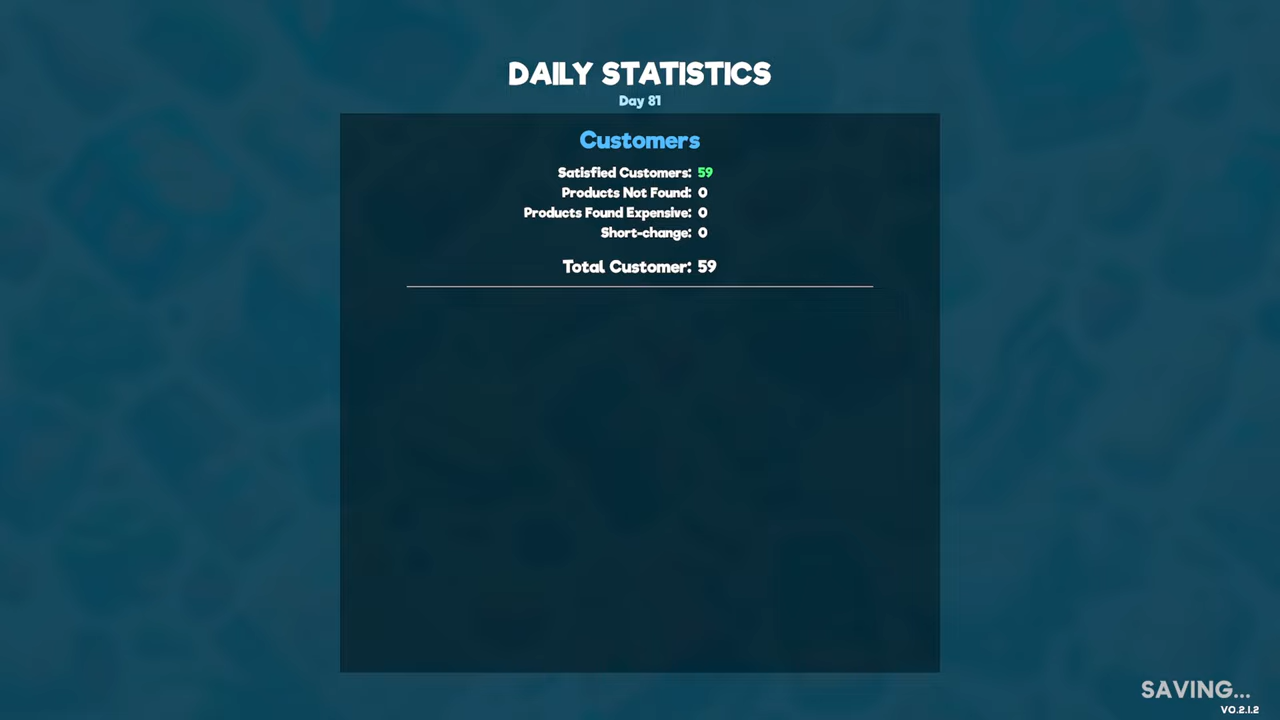 DAILY STATISTICS
Day 81
Customers
Satisfied Customers: 59
Products Not Found: 0
Products Found Expensive: 0
Short-change: 0
Total Customer: 59
SAVING...
V0.2.1.2